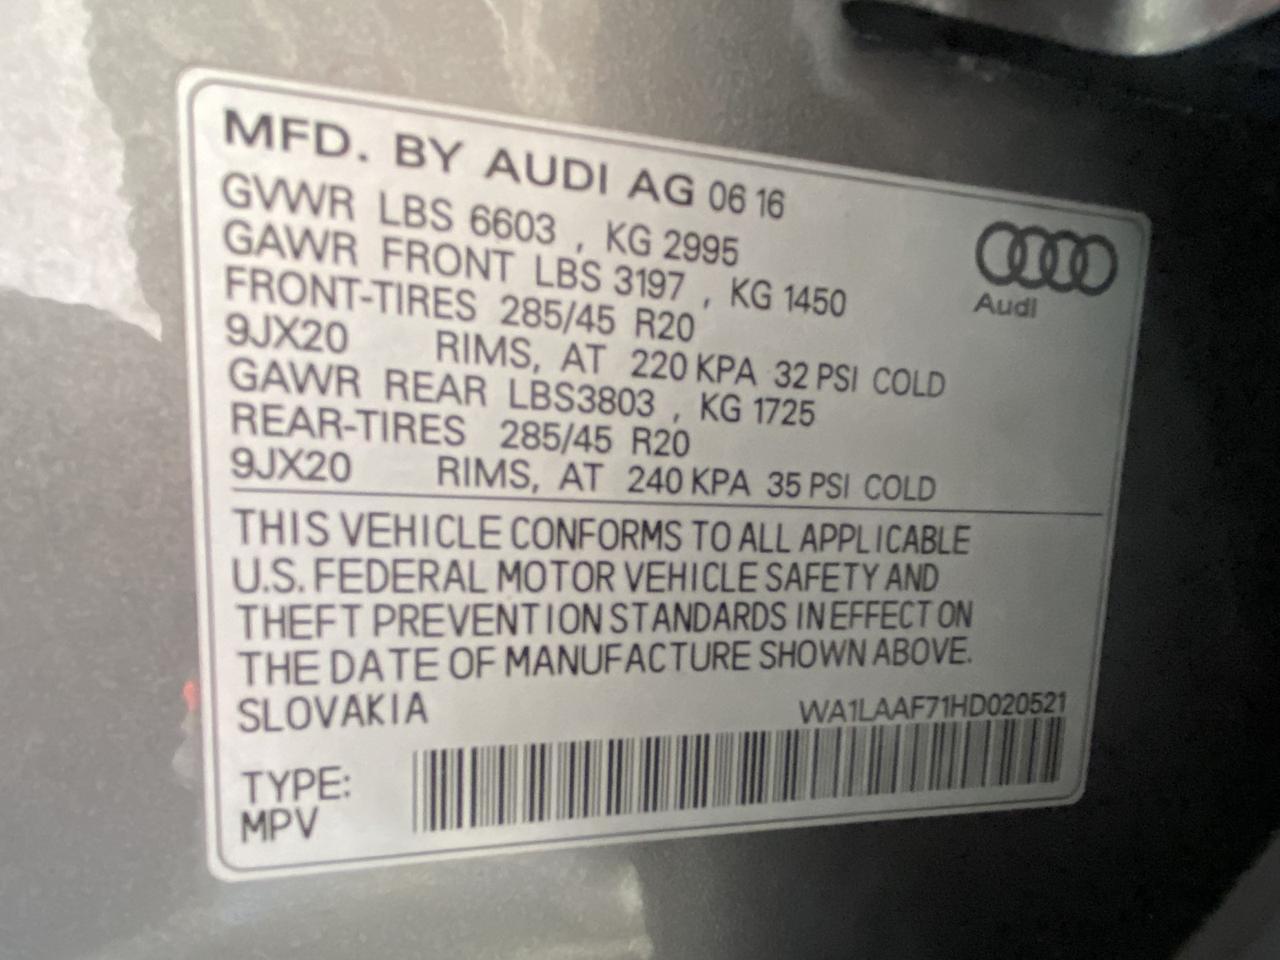 MFD. BY AUDI AG 06 16
GVWR LBS 6603 , KG 2995
GAWR FRONT LBS 3197 , KG 1450
FRONT-TIRES 285/45 R20
9JX20 RIMS, AT 220 KPA 32 PSI COLD
GAWR REAR LBS3803 , KG 1725
REAR-TIRES 285/45 R20
9JX20 RIMS, AT 240 KPA 35 PSI COLD
Audi
THIS VEHICLE CONFORMS TO ALL APPLICABLE
U.S. FEDERAL MOTOR VEHICLE SAFETY AND
THEFT PREVENTION STANDARDS IN EFFECT ON
THE DATE OF MANUFACTURE SHOWN ABOVE.
SLOVAKIA WA1LAAF71HD020521
TYPE:
MPV